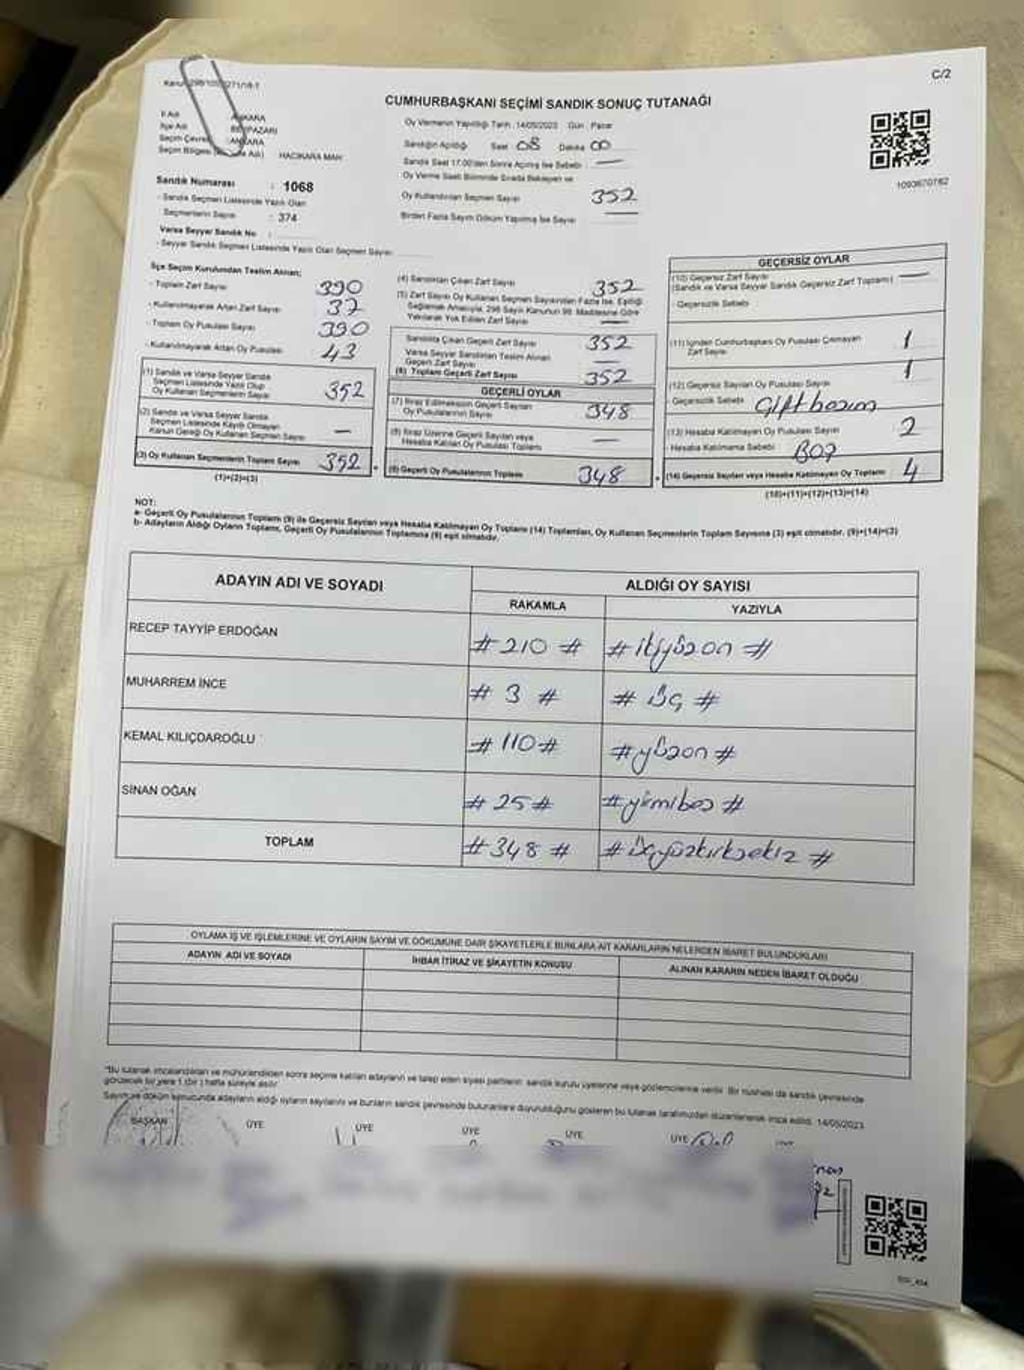 C/2
CUMHURBAŞKANI SEÇİMİ SANDIK SONUÇ TUTANAĞI
İl Adı : ANKARA
İlçe Adı
Seçim Çevresi
Seçim Bölgesi HACIKARA MAH
Sandık Numarası : 1068
- Sandık Seçmen Listesinde Yazılı Olan
Seçmenlerin Sayısı : 374
Varsa Seyyar Sandık No :
- Seyyar Sandık Seçmen Listesinde Yazılı Olan Seçmen Sayısı:
Oy Vermenin Yapıldığı Tarih :14/05/2023 Gün : Pazar
Sandığın Açıldığı Saat 08 Dakika 00
Sandık Saat 17.00'den Sonra Açılmış İse Sebebi
Oy Verme Saati Bitiminde Sırada Bekleyen ve
Oy Kullandırılan Seçmen Sayısı 352
Birden Fazla Sayım Döküm Yapılmış İse Sayısı
1093670782
İlçe Seçim Kurulundan Teslim Alınan;
- Toplam Zarf Sayısı 390
- Kullanılmayarak Artan Zarf Sayısı 37
- Toplam Oy Pusulası Sayısı 390
- Kullanılmayarak Artan Oy Pusulası 43
(1) Sandık ve Varsa Seyyar Sandık
Seçmen Listesinde Yazılı Olup
Oy Kullanan Seçmenlerin Sayısı 352
(2) Sandık ve Varsa Seyyar Sandık
Seçmen Listesinde Kaydı Olmayan
Kanun Gereği Oy Kullanan Seçmen Sayısı —
(3) Oy Kullanan Seçmenlerin Toplam Sayısı 352
(1)+(2)=(3)
(4) Sandıktan Çıkan Zarf Sayısı 352
(5) Zarf Sayısı Oy Kullanan Seçmen Sayısından Fazla İse, Eşitliği
Sağlamak Amacıyla, 298 Sayılı Kanunun 98. Maddesine Göre
Yakılarak Yok Edilen Zarf Sayısı —
Sandıkta Çıkan Geçerli Zarf Sayısı 352
Varsa Seyyar Sandıktan Teslim Alınan
Geçerli Zarf Sayısı —
(6) Toplam Geçerli Zarf Sayısı 352
GEÇERLİ OYLAR
(7) İtiraz Edilmeksizin Geçerli Sayılan
Oy Pusulalarının Sayısı 348
(8) İtiraz Üzerine Geçerli Sayılan veya
Hesaba Katılan Oy Pusulası Toplamı —
(9) Geçerli Oy Pusulalarının Toplamı 348
GEÇERSİZ OYLAR
(10) Geçersiz Zarf Sayısı
(Sandık ve Varsa Seyyar Sandık Geçersiz Zarf Toplamı) —
- Geçersizlik Sebebi
(11) İçinden Cumhurbaşkanı Oy Pusulası Çıkmayan
Zarf Sayısı 1
(12) Geçersiz Sayılan Oy Pusulası Sayısı 1
- Geçersizlik Sebebi
(13) Hesaba Katılmayan Oy Pusulası Sayısı 2
- Hesaba Katılmama Sebebi
(14) Geçersiz Sayılan veya Hesaba Katılmayan Oy Toplamı 4
(10)+(11)+(12)+(13)=(14)
NOT:
a- Geçerli Oy Pusulalarının Toplamı (9) ile Geçersiz Sayılan veya Hesaba Katılmayan Oy Toplamı (14) Toplamları, Oy Kullanan Seçmenlerin Toplam Sayısına (3) eşit olmalıdır. (9)+(14)=(3)
b- Adayların Aldığı Oyların Toplamı, Geçerli Oy Pusulalarının Toplamına (9) eşit olmalıdır.
ADAYIN ADI VE SOYADI ALDIĞI OY SAYISI
RAKAMLA YAZIYLA
RECEP TAYYİP ERDOĞAN # 210 # # ikiyüzon #
MUHARREM İNCE # 3 # # Üç #
KEMAL KILIÇDAROĞLU # 110 # # yüzon #
SİNAN OĞAN # 25 # # yirmibeş #
TOPLAM # 348 # # üçyüzkırksekiz #
OYLAMA İŞ VE İŞLEMLERİNE VE OYLARIN SAYIM VE DÖKÜMÜNE DAİR ŞİKAYETLERLE BUNLARA AİT KARARLARIN NELERDEN İBARET BULUNDUKLARI
ADAYIN ADI VE SOYADI İHBAR İTİRAZ VE ŞİKAYETİN KONUSU ALINAN KARARIN NEDEN İBARET OLDUĞU
*Bu tutanak imzalandıktan ve mühürlendikten sonra seçime katılan adayların ve talep eden siyasi partilerin sandık kurulu üyelerine veya gözlemcilerine verilir. Bir nüshası da sandık çevresinde
görülecek bir yere 1 (bir) hafta süreyle asılır.
Sayım ve döküm sonucunda adayların aldığı oyların sayılarını ve bunların sandık çevresinde bulunanlara duyurulduğunu gösteren bu tutanak tarafımızdan düzenlenerek imza edildi. 14/05/2023
BAŞKAN ÜYE ÜYE ÜYE ÜYE ÜYE